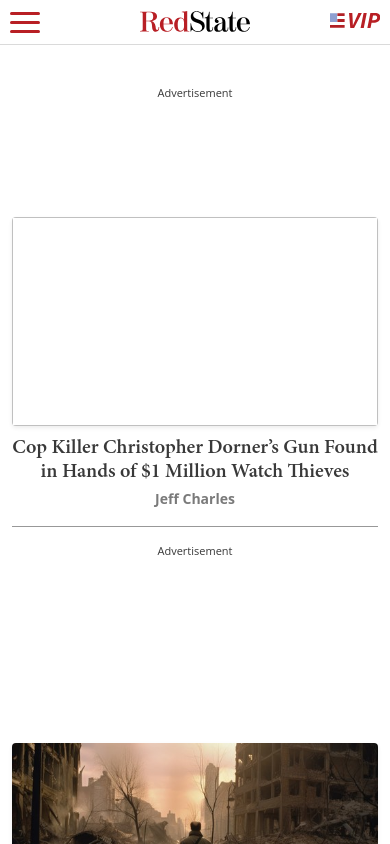 RedState
VIP
Advertisement
Cop Killer Christopher Dorner’s Gun Found
in Hands of $1 Million Watch Thieves
Jeff Charles
Advertisement